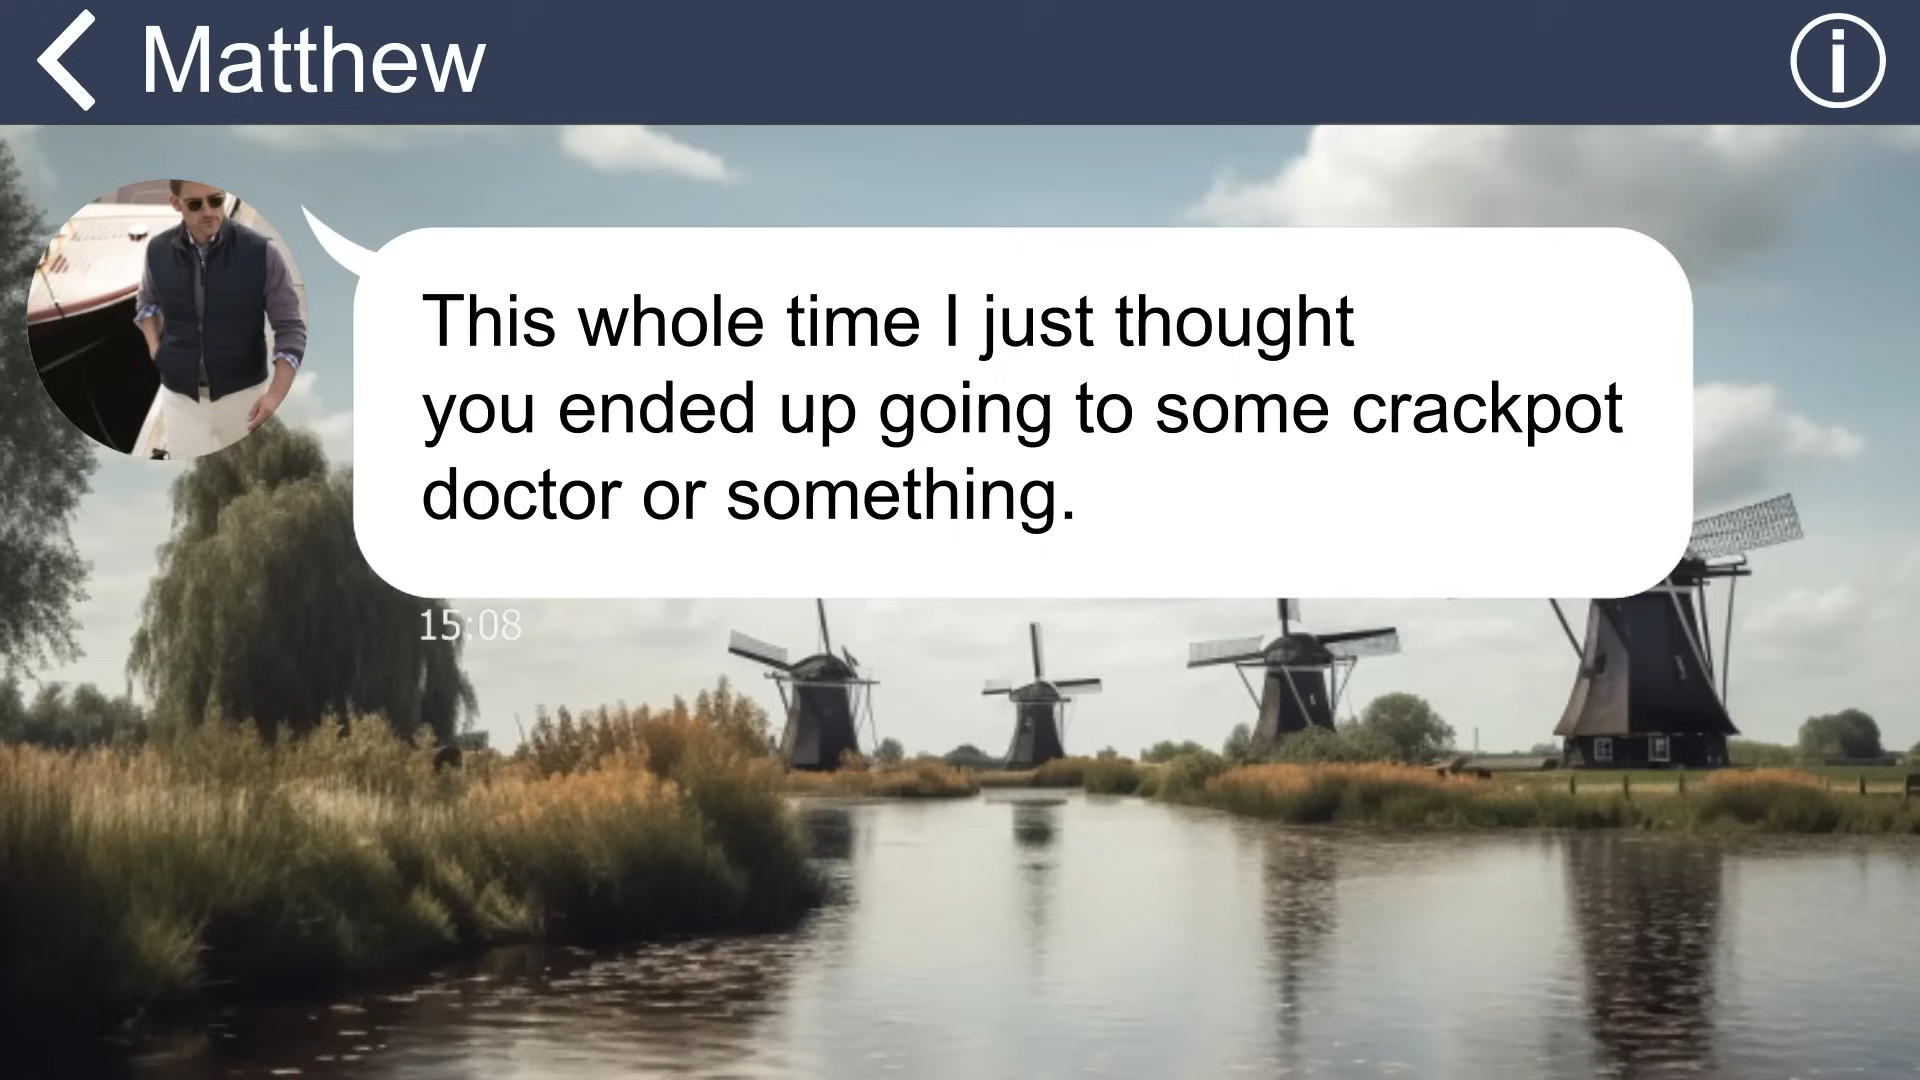 Matthew
This whole time I just thought
you ended up going to some crackpot
doctor or something.
15:08